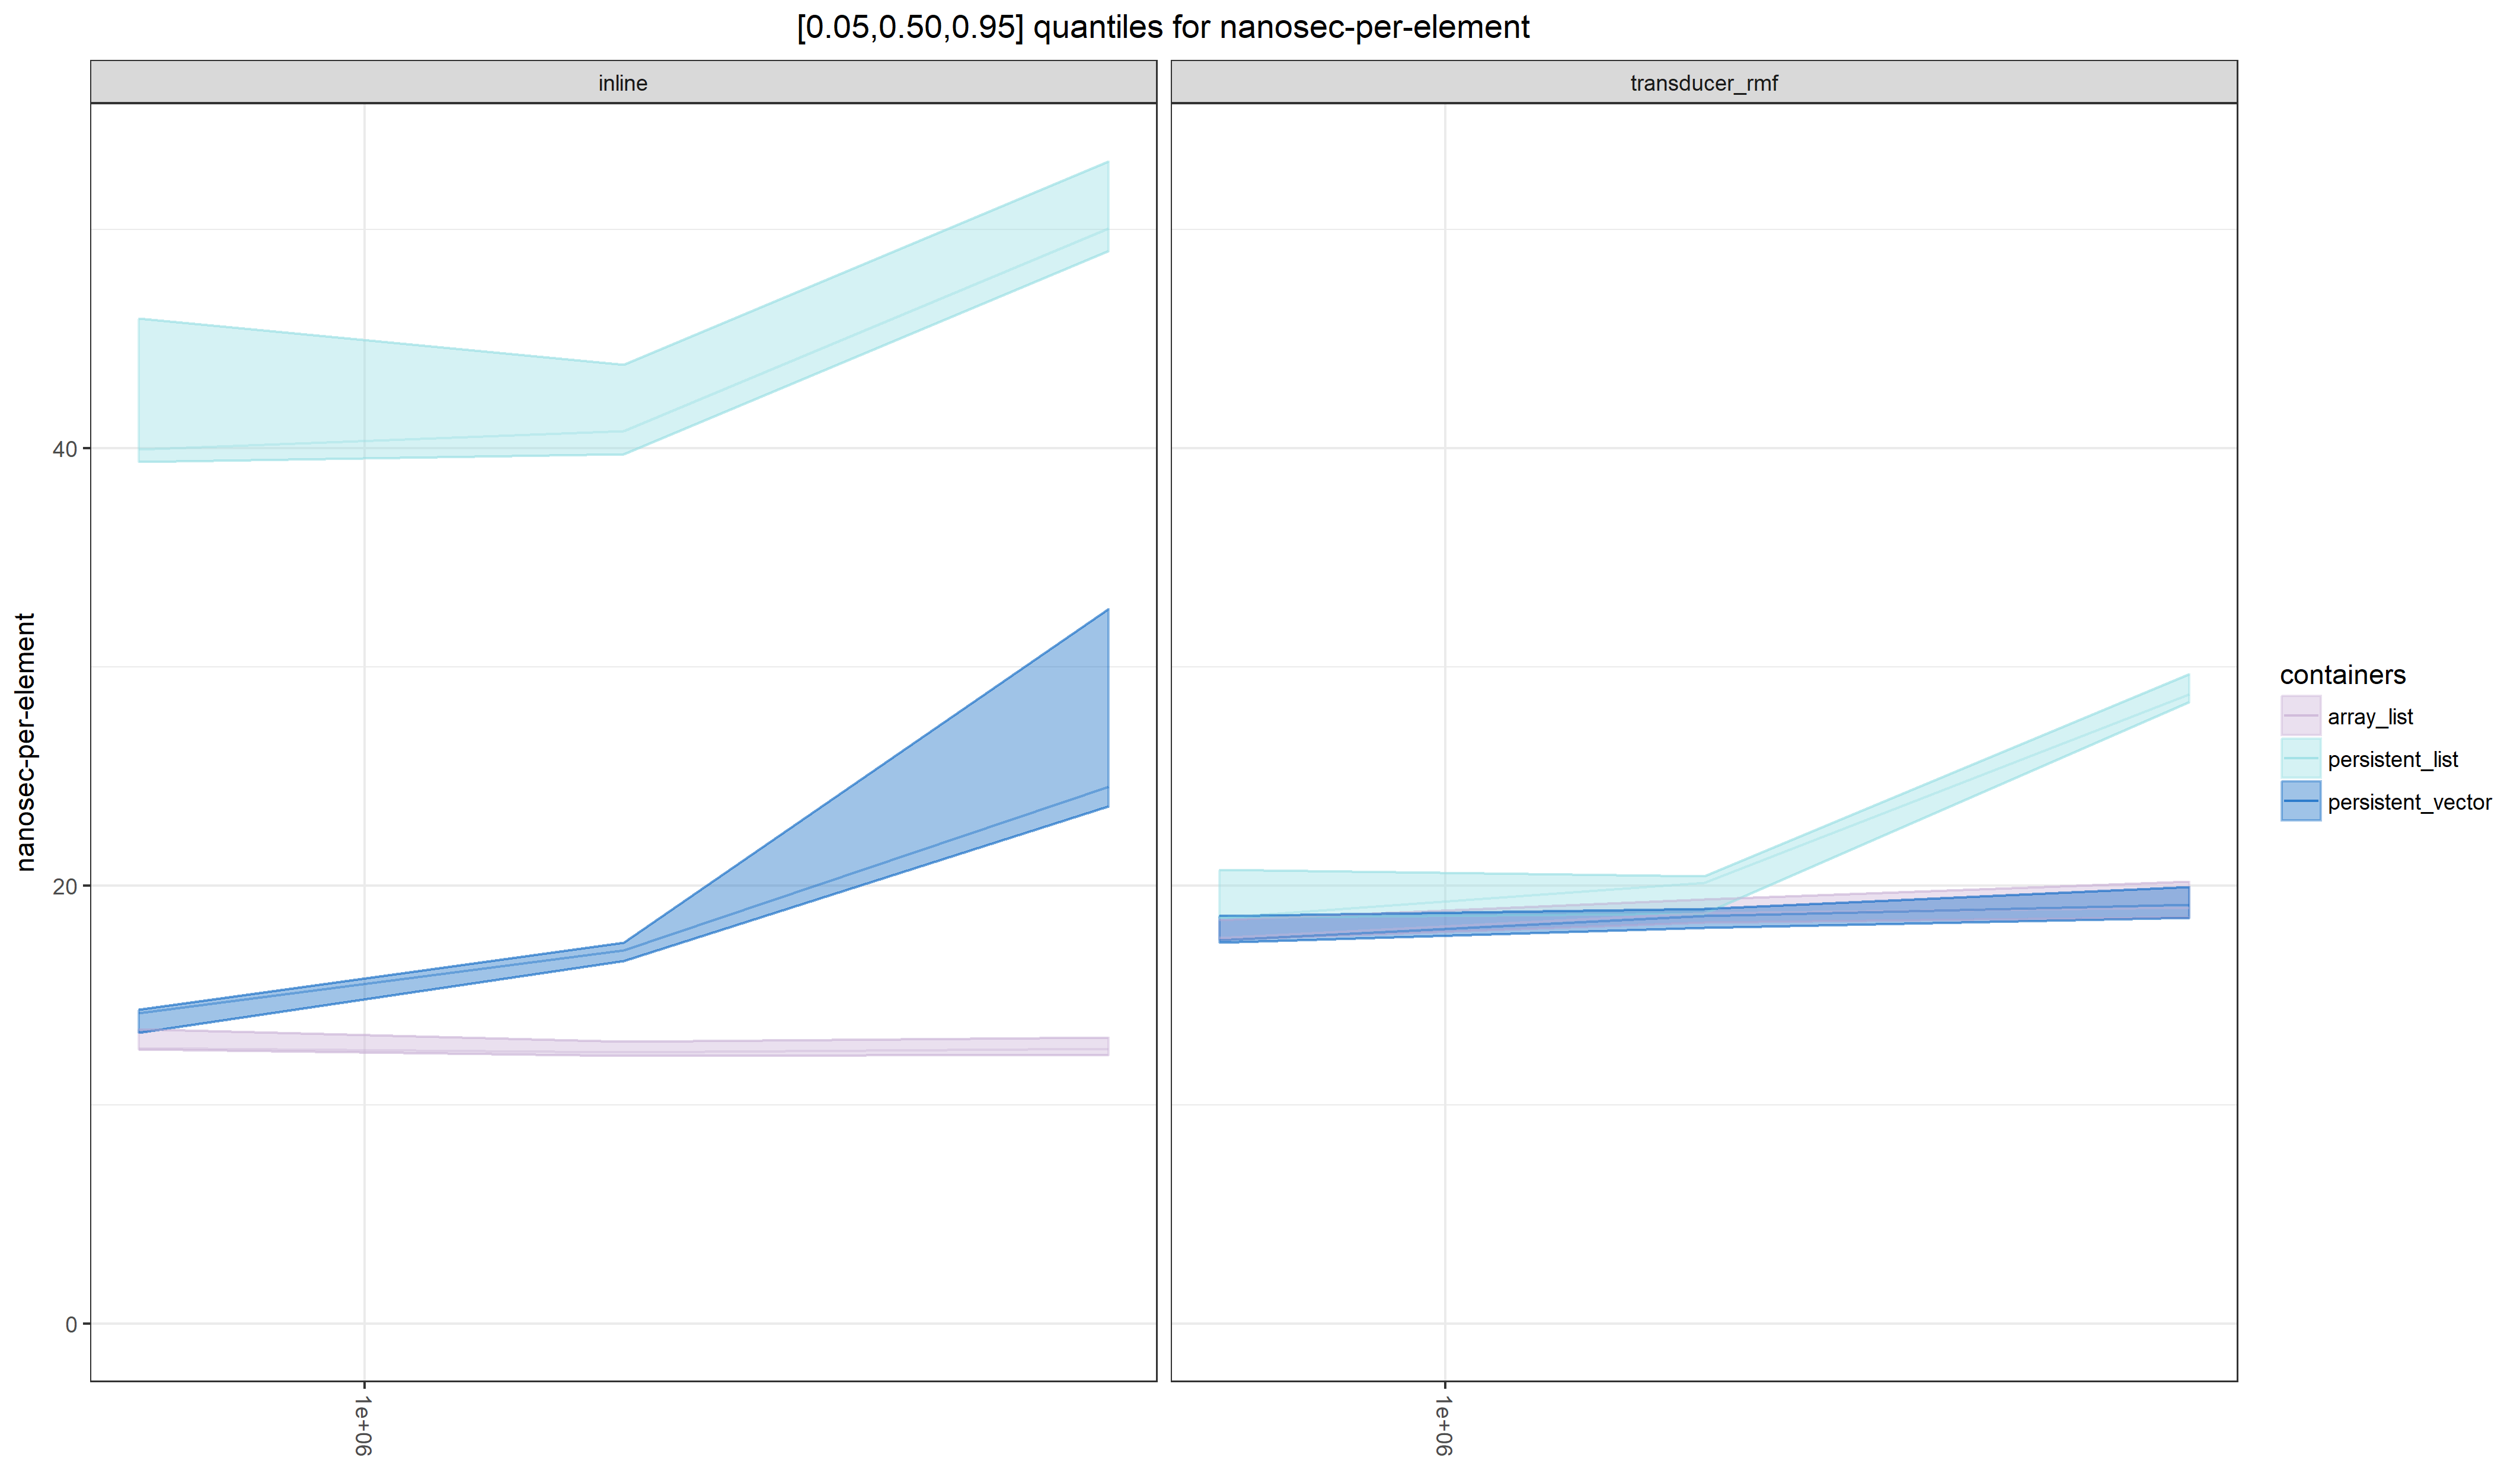 [0.05,0.50,0.95] quantiles for nanosec-per-element
inline
transducer_rmf
nanosec-per-element
40
20
0
1e+06
1e+06
containers
array_list
persistent_list
persistent_vector